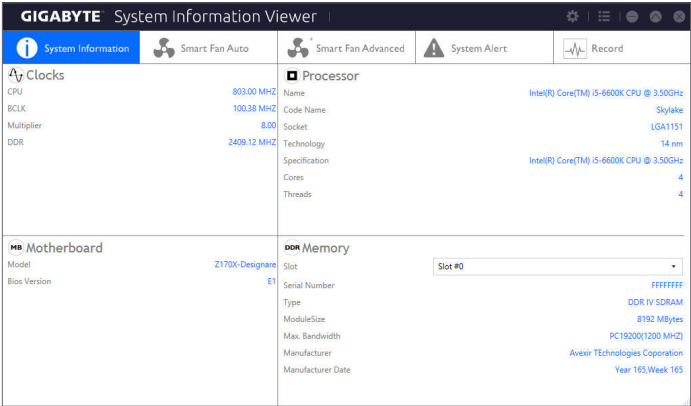 GIGABYTE™ System Information Viewer
System Information
Smart Fan Auto
Smart Fan Advanced
System Alert
Record
Clocks
CPU 803.00 MHZ
BCLK 100.38 MHZ
Multiplier 8.00
DDR 2409.12 MHZ
Processor
Name Intel(R) Core(TM) i5-6600K CPU @ 3.50GHz
Code Name Skylake
Socket LGA1151
Technology 14 nm
Specification Intel(R) Core(TM) i5-6600K CPU @ 3.50GHz
Cores 4
Threads 4
MB Motherboard
Model Z170X-Designare
Bios Version E1
DDR Memory
Slot Slot #0
Serial Number FFFFFFFF
Type DDR IV SDRAM
ModuleSize 8192 MBytes
Max. Bandwidth PC19200(1200 MHZ)
Manufacturer Avexir TEchnologies Coporation
Manufacturer Date Year 165,Week 165